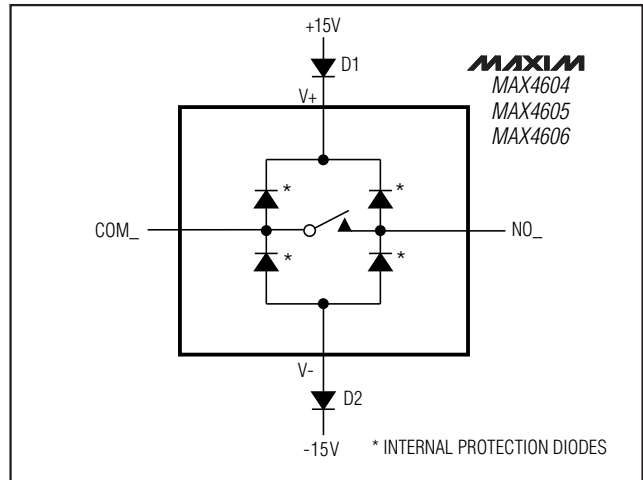 +15V
D1
MAXIM
MAX4604
MAX4605
MAX4606
V+
*
*
COM_
NO_
*
*
V-
D2
-15V
* INTERNAL PROTECTION DIODES